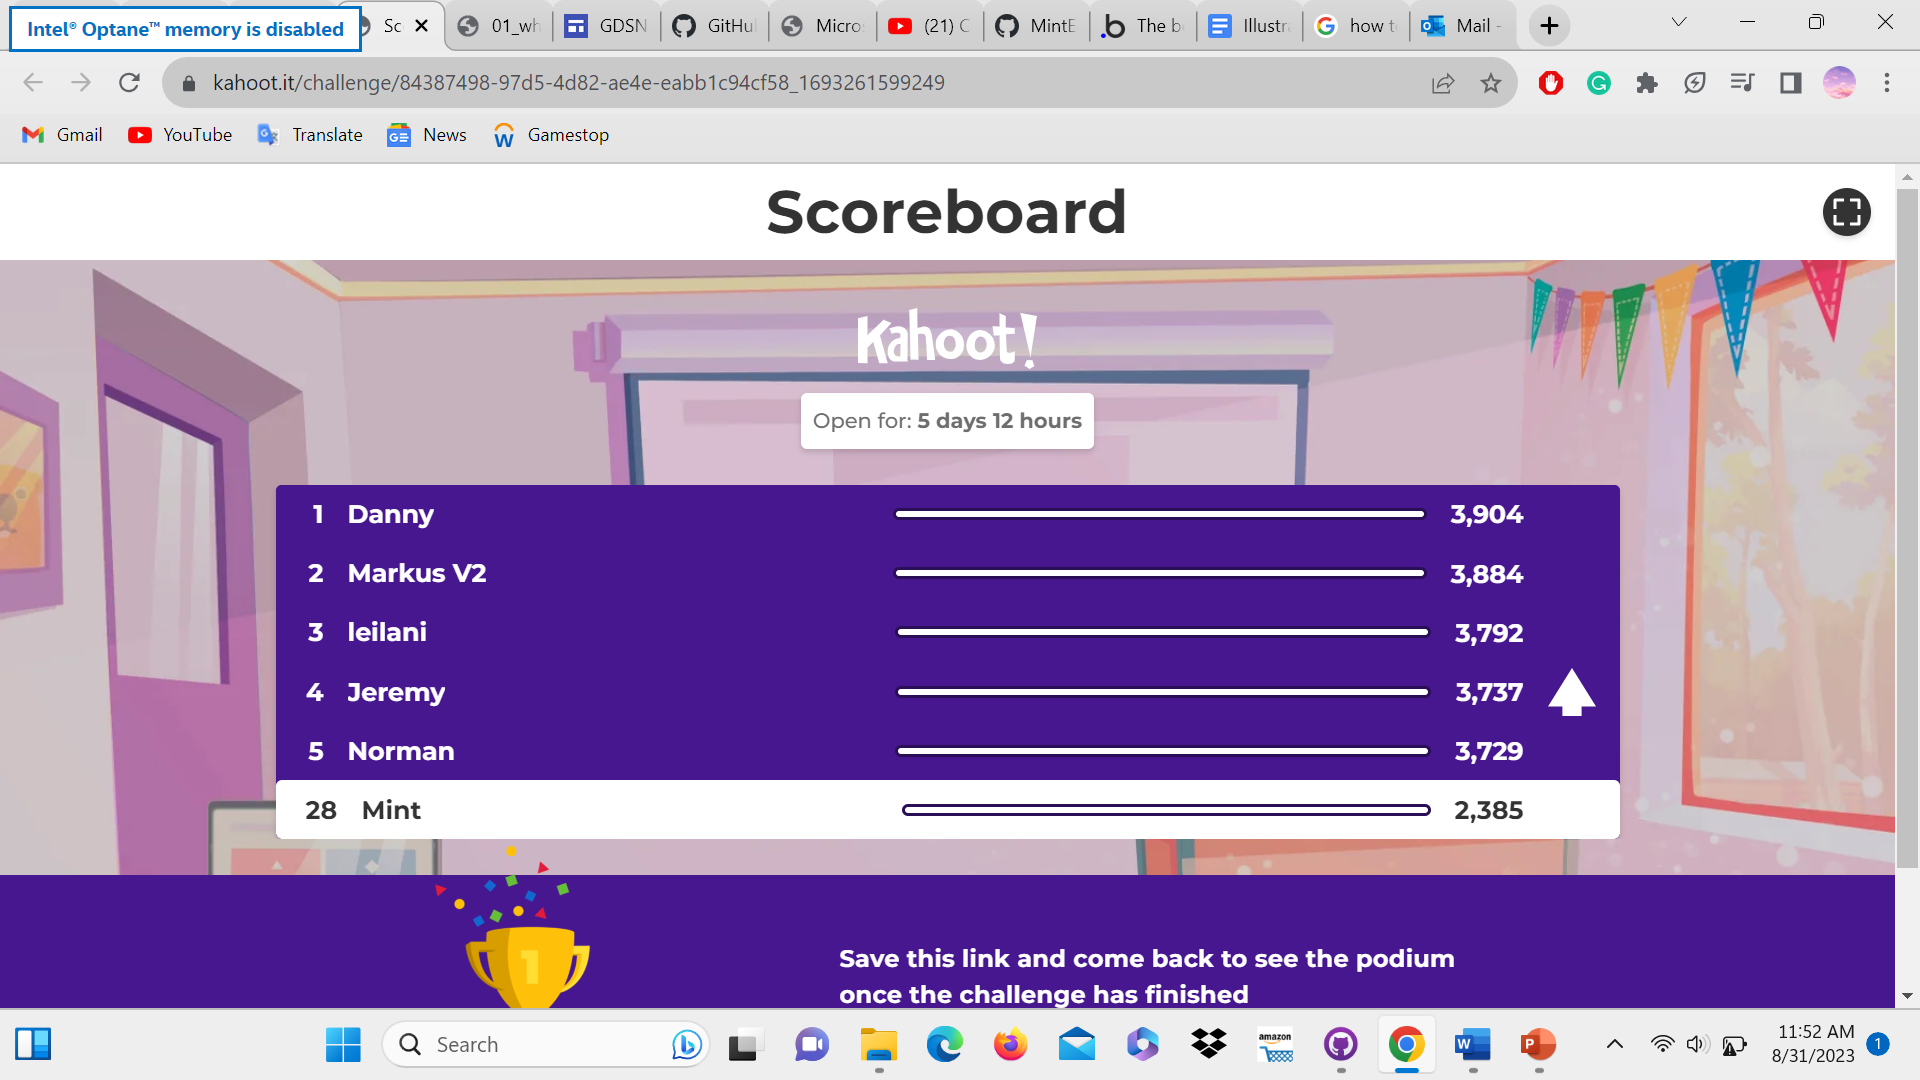 Intel® Optane™ memory is disabled
Sc
01_wh
GDSN
GitHu
Micro
(21) C
MintE
The b
Illustra
how t
Mail -
kahoot.it/challenge/84387498-97d5-4d82-ae4e-eabb1c94cf58_1693261599249
Gmail
YouTube
Translate
News
Gamestop
Scoreboard
Kahoot!
Open for: 5 days 12 hours
1 Danny 3,904
2 Markus V2 3,884
3 leilani 3,792
4 Jeremy 3,737
5 Norman 3,729
28 Mint 2,385
1
Save this link and come back to see the podium
once the challenge has finished
Search
amazon
11:52 AM
8/31/2023
1